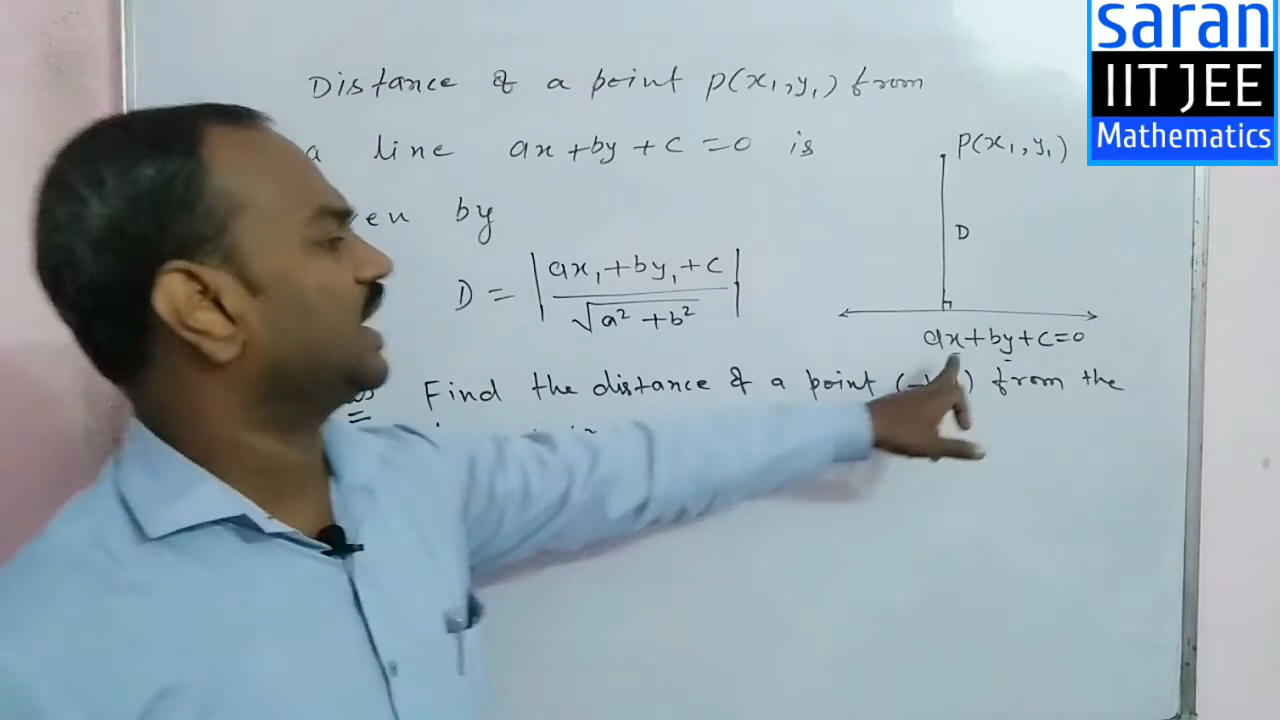 saran
IIT JEE
Mathematics
Distance of a point P(x₁,y₁) from
a line ax+by+c=0 is
by
D = |ax₁+by₁+c / √a²+b²|
P(x₁,y₁)
D
ax+by+c=0
Find the distance of a point from the